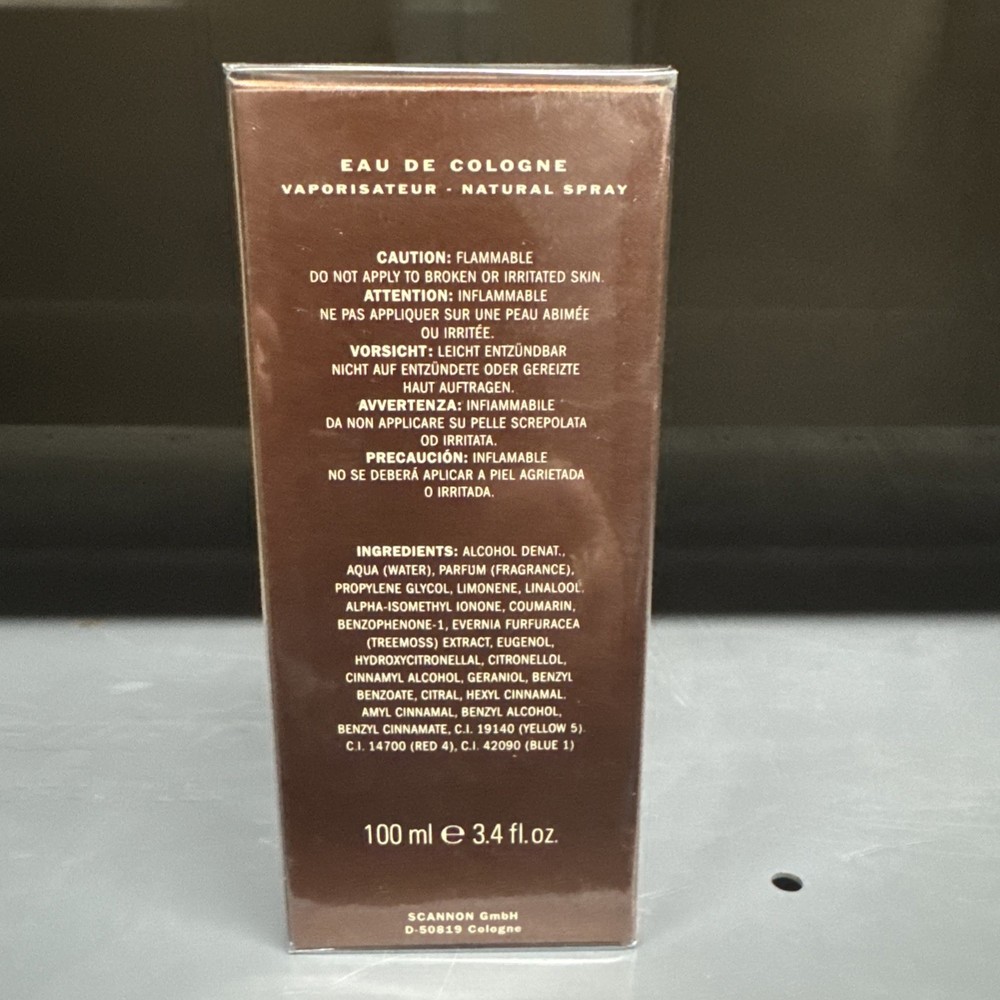 EAU DE COLOGNE
VAPORISATEUR - NATURAL SPRAY
CAUTION: FLAMMABLE
DO NOT APPLY TO BROKEN OR IRRITATED SKIN.
ATTENTION: INFLAMMABLE
NE PAS APPLIQUER SUR UNE PEAU ABIMÉE
OU IRRITÉE.
VORSICHT: LEICHT ENTZÜNDBAR
NICHT AUF ENTZÜNDETE ODER GEREIZTE
HAUT AUFTRAGEN.
AVVERTENZA: INFIAMMABILE
DA NON APPLICARE SU PELLE SCREPOLATA
OD IRRITATA.
PRECAUCIÓN: INFLAMABLE
NO SE DEBERÁ APLICAR A PIEL AGRIETADA
O IRRITADA.
INGREDIENTS: ALCOHOL DENAT.,
AQUA (WATER), PARFUM (FRAGRANCE),
PROPYLENE GLYCOL, LIMONENE, LINALOOL,
ALPHA-ISOMETHYL IONONE, COUMARIN,
BENZOPHENONE-1, EVERNIA FURFURACEA
(TREEMOSS) EXTRACT, EUGENOL,
HYDROXYCITRONELLAL, CITRONELLOL,
CINNAMYL ALCOHOL, GERANIOL, BENZYL
BENZOATE, CITRAL, HEXYL CINNAMAL.
AMYL CINNAMAL, BENZYL ALCOHOL,
BENZYL CINNAMATE, C.I. 19140 (YELLOW 5).
C.I. 14700 (RED 4), C.I. 42090 (BLUE 1)
100 ml e 3.4 fl.oz.
SCANNON GmbH
D-50819 Cologne